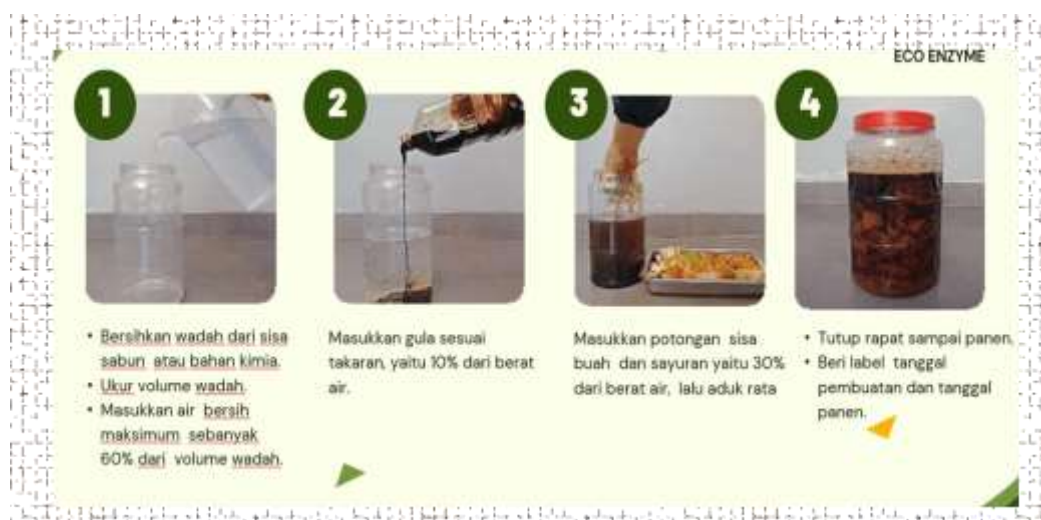 ECO ENZYME
1
• Bersihkan wadah dari sisa
sabun atau bahan kimia.
• Ukur volume wadah.
• Masukkan air bersih
maksimum sebanyak
60% dari volume wadah.
2
Masukkan gula sesuai
takaran, yaitu 10% dari berat
air.
3
Masukkan potongan sisa
buah dan sayuran yaitu 30%
dari berat air, lalu aduk rata
4
• Tutup rapat sampai panen.
• Beri label tanggal
pembuatan dan tanggal
panen.